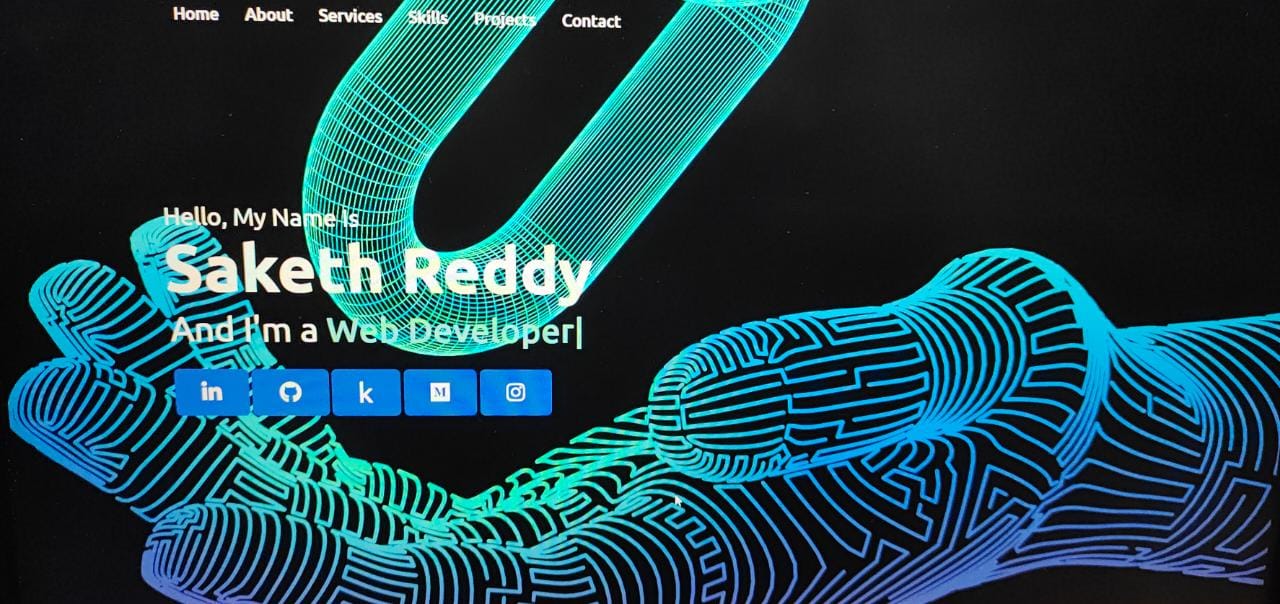 Home About Services Skills Projects Contact
Hello, My Name is
Saketh Reddy
And I'm a Web Developer|
in k M